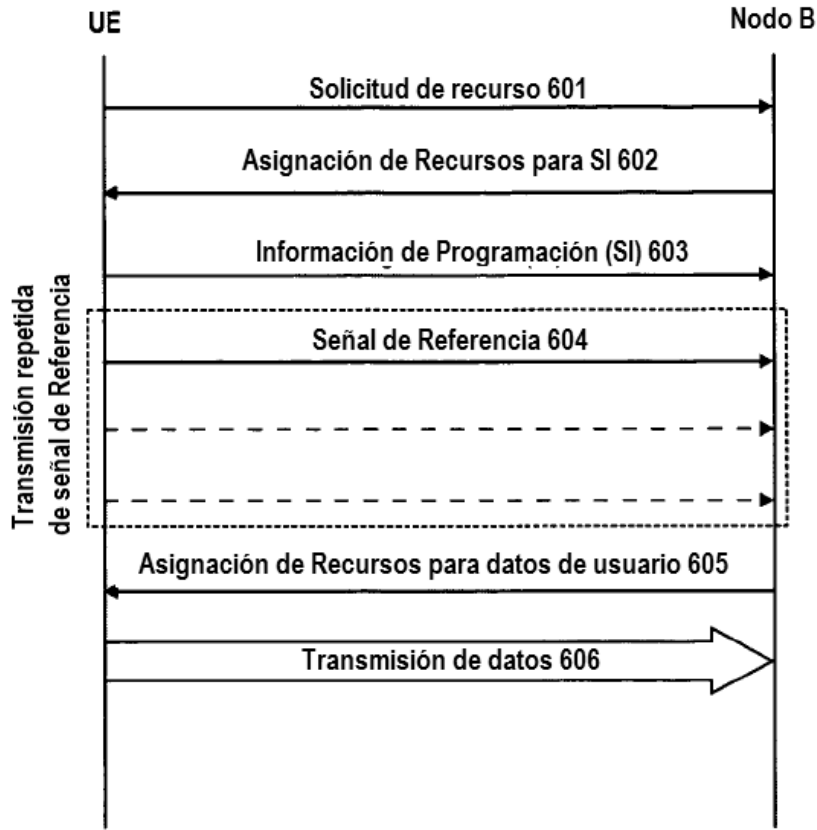 UE
Nodo B
Solicitud de recurso 601
Asignación de Recursos para SI 602
Información de Programación (SI) 603
Transmisión repetida
de señal de Referencia
Señal de Referencia 604
Asignación de Recursos para datos de usuario 605
Transmisión de datos 606